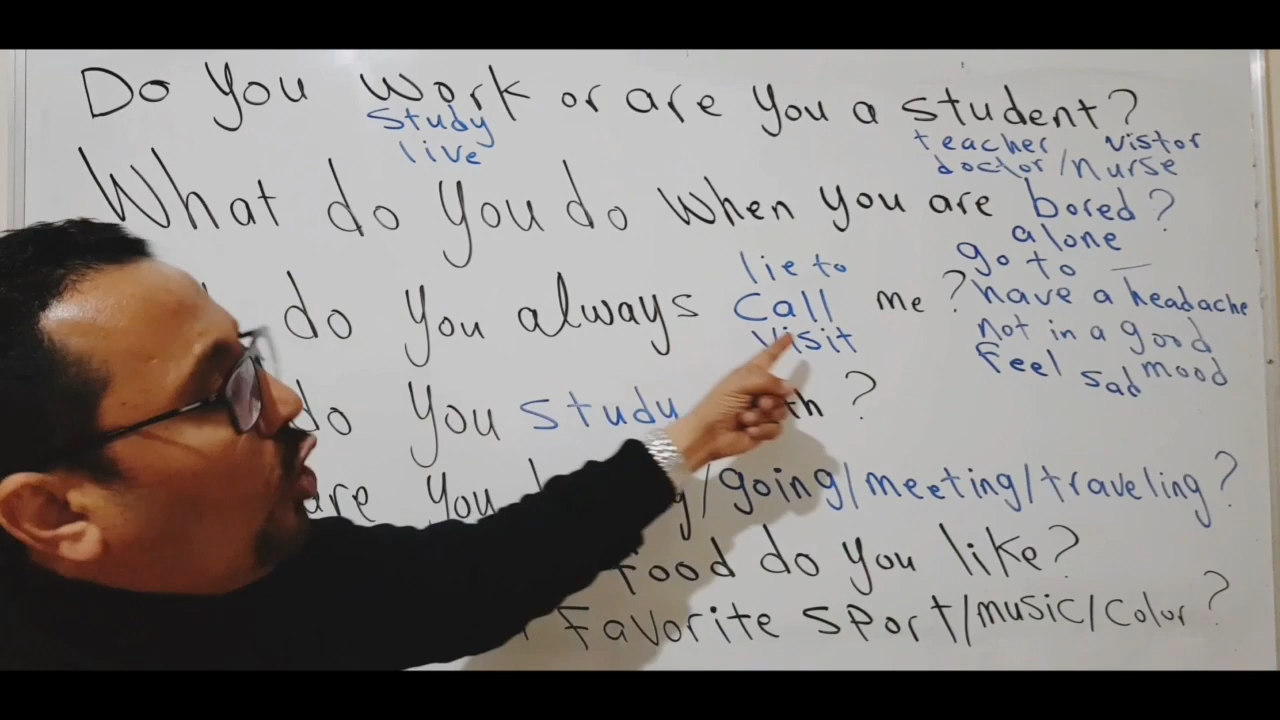 Do you work or are you a student?
study teacher vistor
live doctor/nurse
What do you do when you are bored?
alone
lie to go to
do you always call me? have a headache
visit not in a good
feel sad mood
do you study ?
are you /going/meeting/traveling?
food do you like?
Favorite sport/music/color?